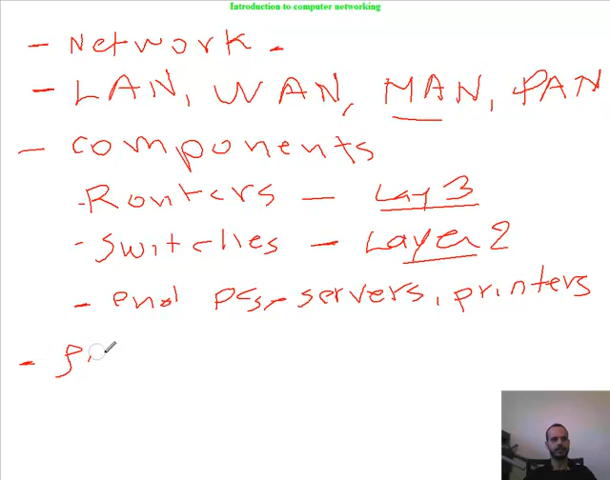 Introduction to computer networking
- Network -
- LAN, WAN, MAN, PAN
- components
- Routers - Lay 3
- Switches - Layer 2
- end PCs, servers, printers
-